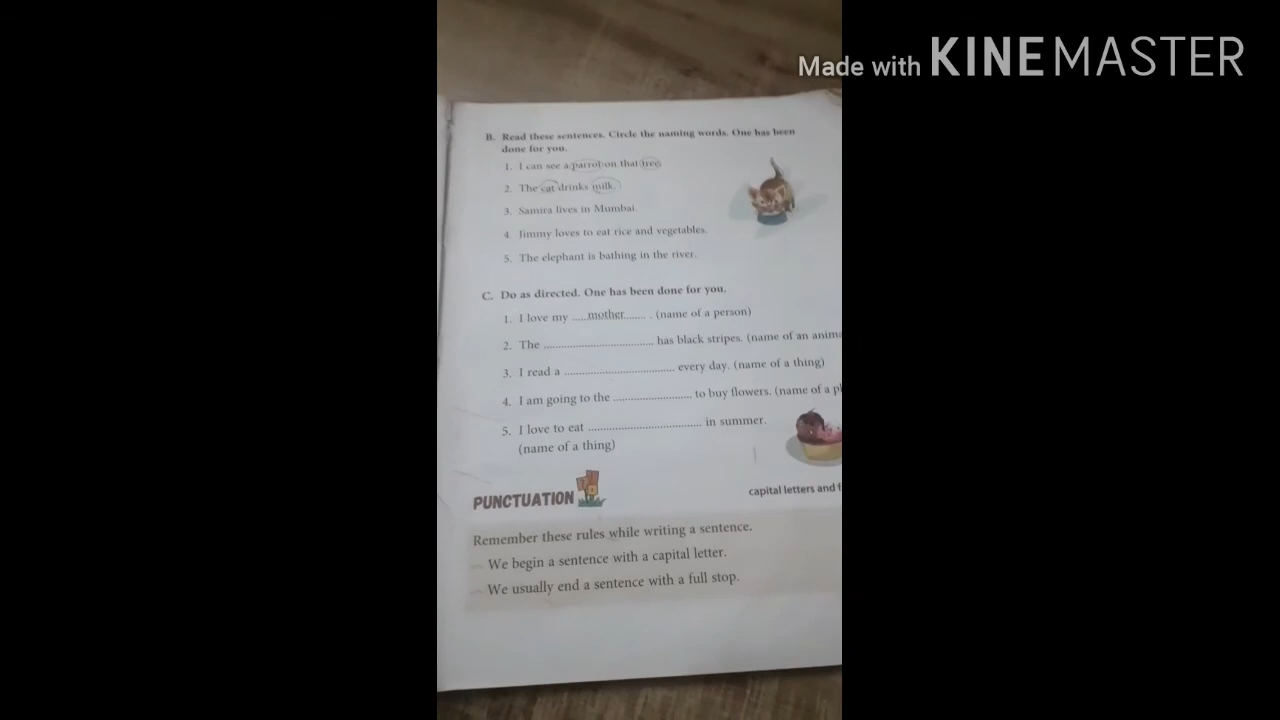 Made with KINEMASTER
B. Read these sentences. Circle the naming words. One has been
done for you.
1. I can see a parrot on that tree.
2. The cat drinks milk.
3. Samira lives in Mumbai.
4. Jimmy loves to eat rice and vegetables.
5. The elephant is bathing in the river.
C. Do as directed. One has been done for you.
1. I love my .....mother....... . (name of a person)
2. The .................................. has black stripes. (name of an anima
3. I read a .................................. every day. (name of a thing)
4. I am going to the ........................ to buy flowers. (name of a pl
5. I love to eat .................................. in summer.
(name of a thing)
PUNCTUATION
capital letters and f
Remember these rules while writing a sentence.
We begin a sentence with a capital letter.
We usually end a sentence with a full stop.